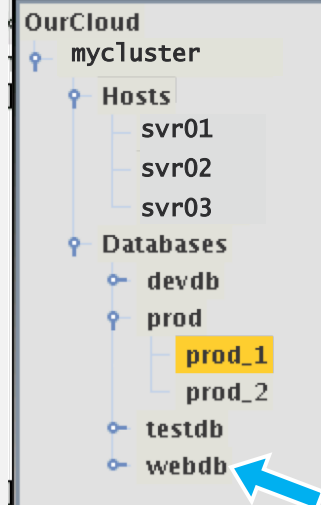 OurCloud
mycluster
Hosts
svr01
svr02
svr03
Databases
devdb
prod
prod_1
prod_2
testdb
webdb